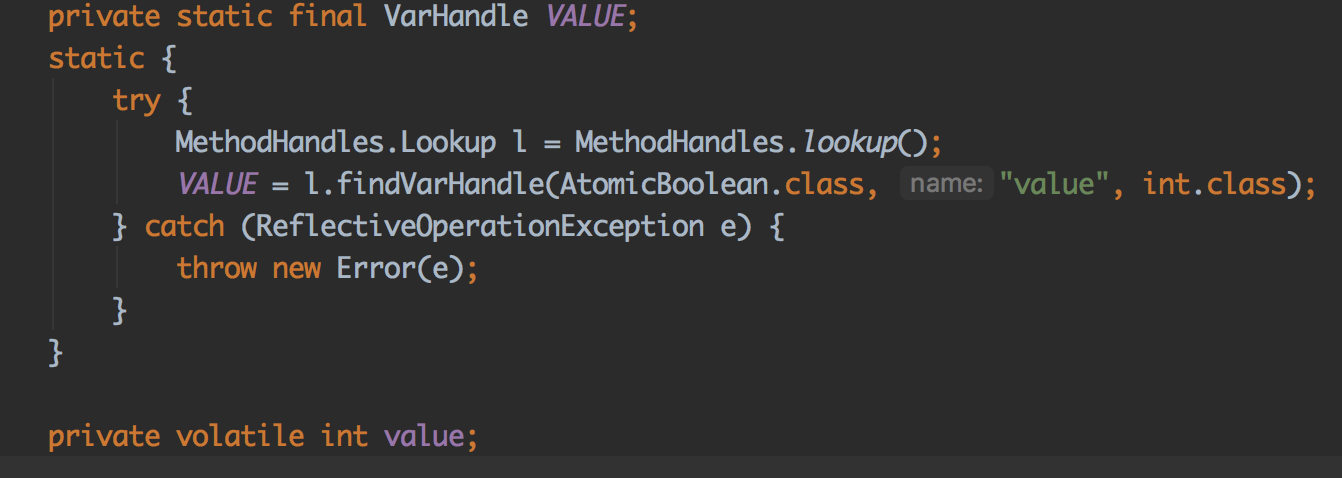 private static final VarHandle VALUE;
static {
try {
MethodHandles.Lookup l = MethodHandles.lookup();
VALUE = l.findVarHandle(AtomicBoolean.class, name: "value", int.class);
} catch (ReflectiveOperationException e) {
throw new Error(e);
}
}
private volatile int value;